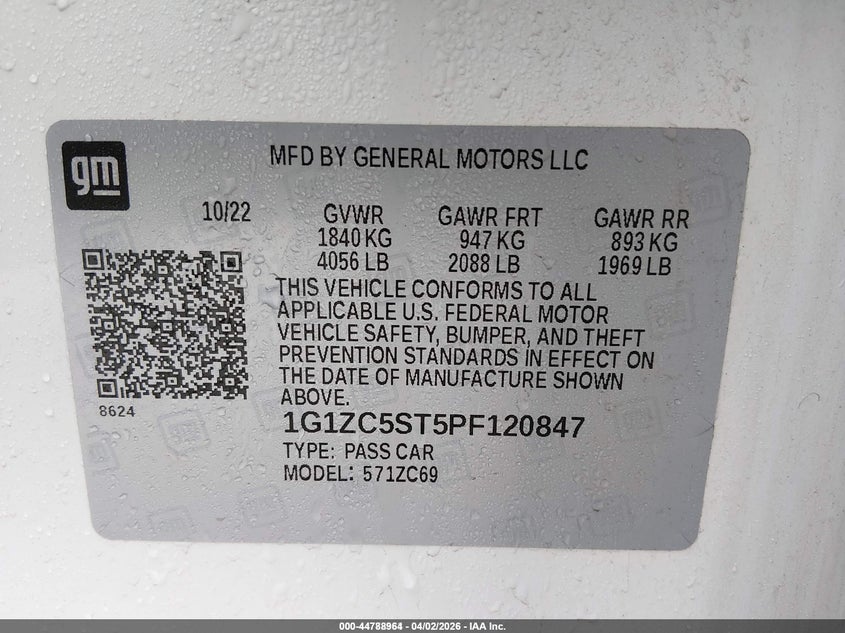 gm
MFD BY GENERAL MOTORS LLC
10/22 GVWR GAWR FRT GAWR RR
1840 KG 947 KG 893 KG
4056 LB 2088 LB 1969 LB
THIS VEHICLE CONFORMS TO ALL
APPLICABLE U.S. FEDERAL MOTOR
VEHICLE SAFETY, BUMPER, AND THEFT
PREVENTION STANDARDS IN EFFECT ON
THE DATE OF MANUFACTURE SHOWN
ABOVE.
8624
1G1ZC5ST5PF120847
TYPE: PASS CAR
MODEL: 571ZC69
000-44788964 - 04/02/2026 - IAA Inc.